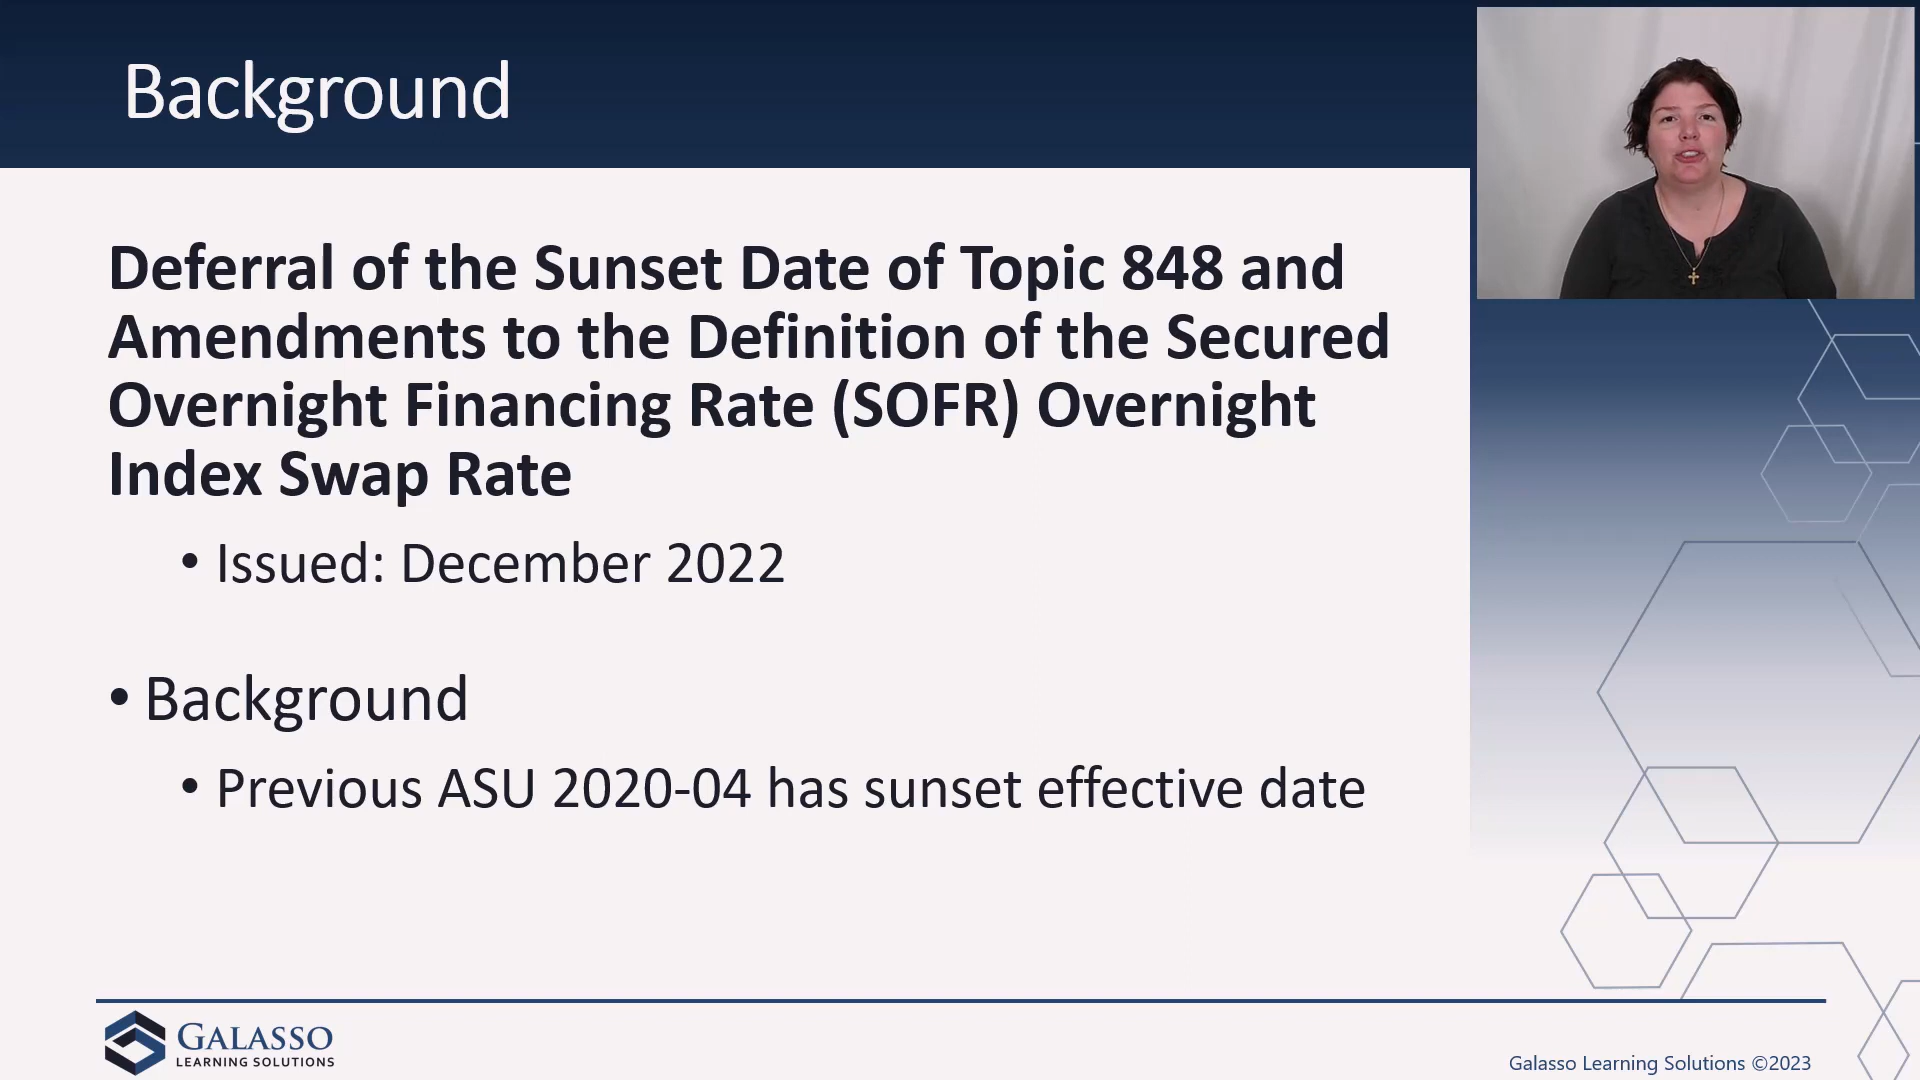 Background
Deferral of the Sunset Date of Topic 848 and
Amendments to the Definition of the Secured
Overnight Financing Rate (SOFR) Overnight
Index Swap Rate
• Issued: December 2022
• Background
• Previous ASU 2020-04 has sunset effective date
GALASSO
LEARNING SOLUTIONS
Galasso Learning Solutions ©2023